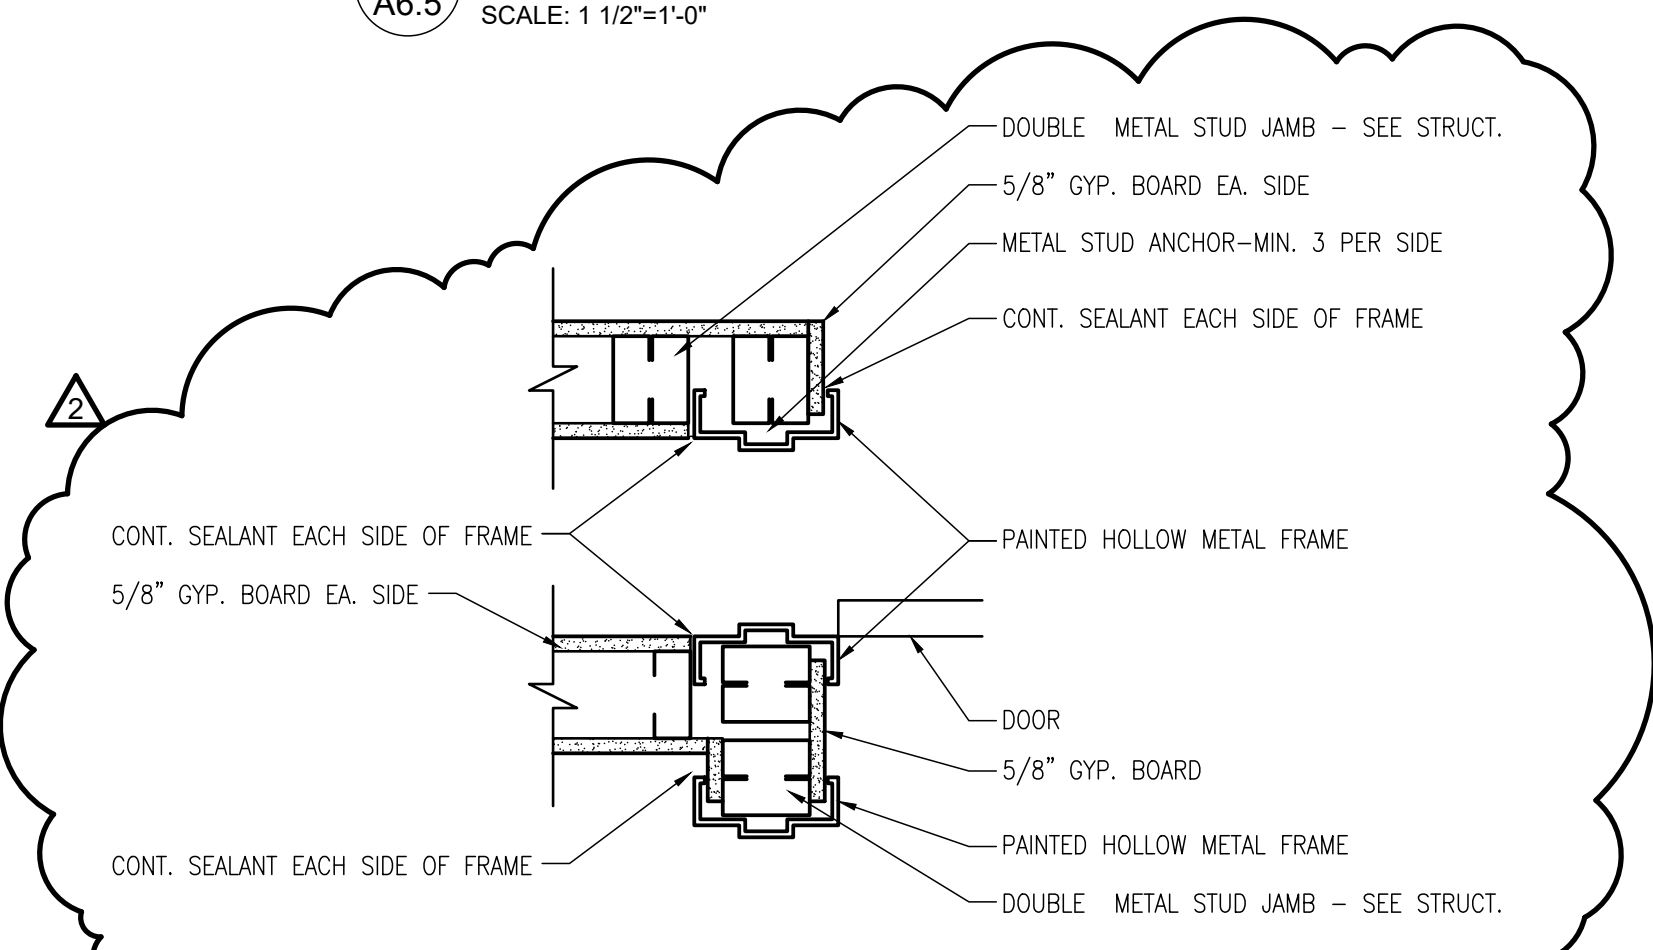 A6.5
SCALE: 1 1/2"=1'-0"
DOUBLE METAL STUD JAMB – SEE STRUCT.
5/8" GYP. BOARD EA. SIDE
METAL STUD ANCHOR–MIN. 3 PER SIDE
CONT. SEALANT EACH SIDE OF FRAME
2
CONT. SEALANT EACH SIDE OF FRAME
PAINTED HOLLOW METAL FRAME
5/8" GYP. BOARD EA. SIDE
DOOR
5/8" GYP. BOARD
PAINTED HOLLOW METAL FRAME
CONT. SEALANT EACH SIDE OF FRAME
DOUBLE METAL STUD JAMB – SEE STRUCT.